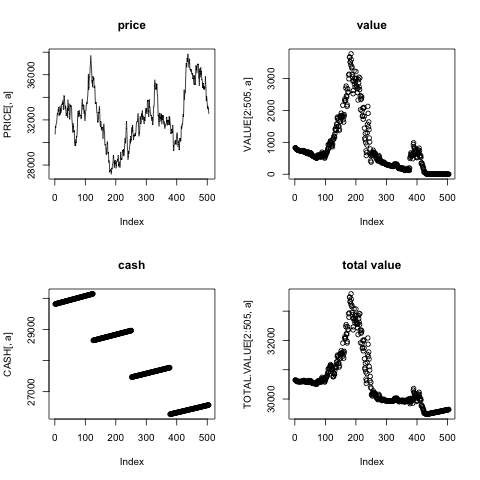 price
PRICE[, a]
28000 32000 36000
0 100 200 300 400 500
Index
value
VALUE[2:505, a]
0 1000 2000 3000
0 100 200 300 400 500
Index
cash
CASH[, a]
27000 29000
0 100 200 300 400 500
Index
total value
TOTAL.VALUE[2:505, a]
30000 32000
0 100 200 300 400 500
Index